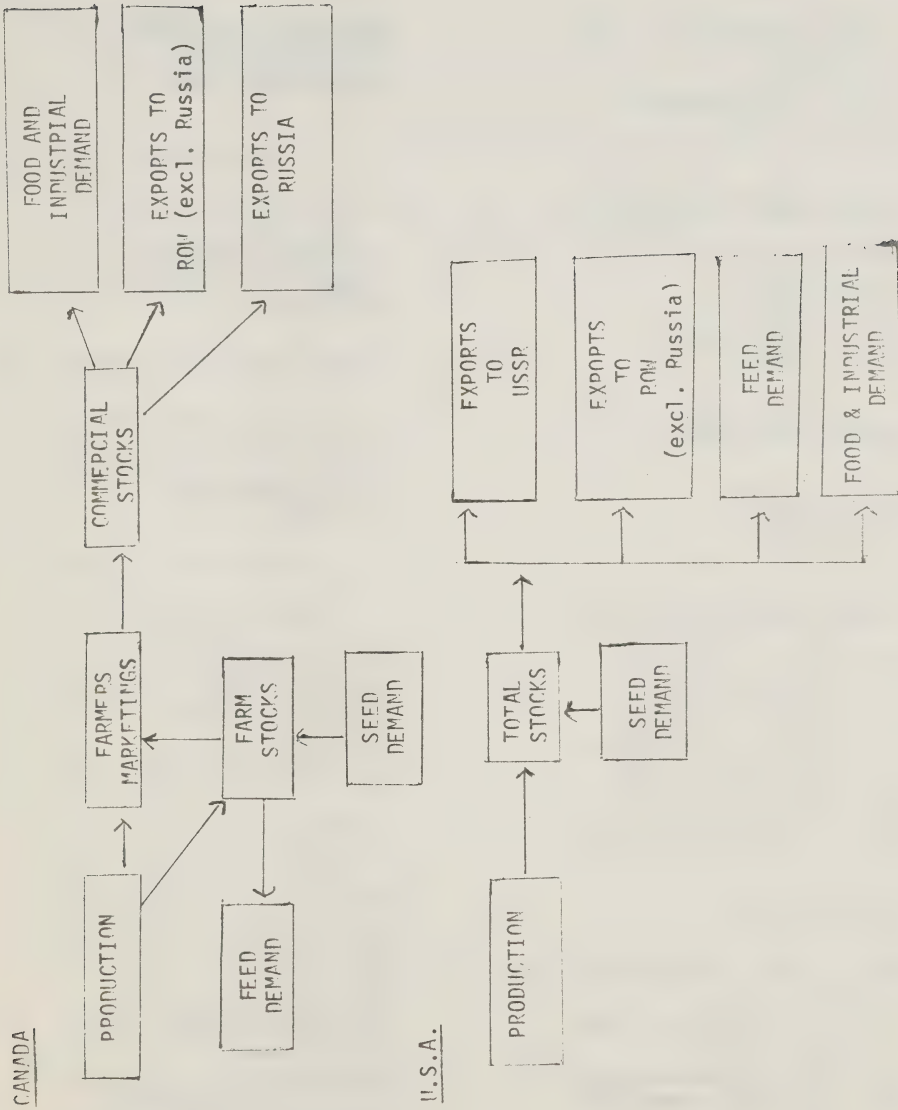 CANADA
PRODUCTION
FARMERS
MARKETINGS
COMMERCIAL
STOCKS
FOOD AND
INDUSTRIAL
DEMAND
EXPORTS TO
ROW (excl. Russia)
EXPORTS TO
RUSSIA
FARM
STOCKS
FEED
DEMAND
SEED
DEMAND
U.S.A.
PRODUCTION
TOTAL
STOCKS
SEED
DEMAND
EXPORTS
TO
USSR
EXPORTS
TO
ROW
(excl. Russia)
FEED
DEMAND
FOOD & INDUSTRIAL
DEMAND